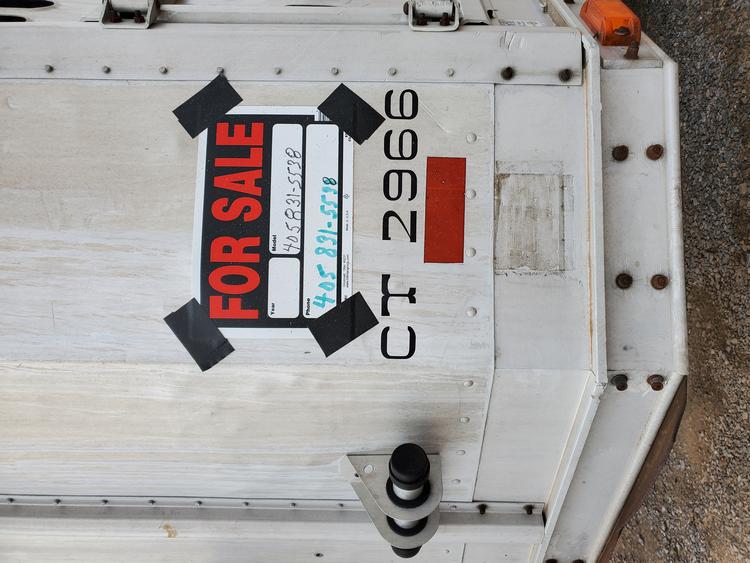 FOR SALE
Year
Model
405831-5538
Phone
405 831-5538
CT 2966